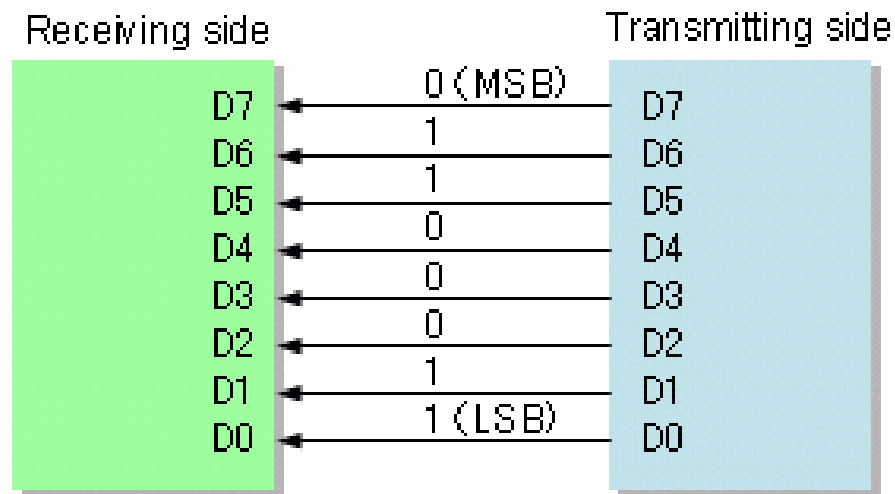 Receiving side Transmitting side
D7 0(MSB) D7
D6 1 D6
D5 1 D5
D4 0 D4
D3 0 D3
D2 0 D2
D1 1 D1
D0 1(LSB) D0